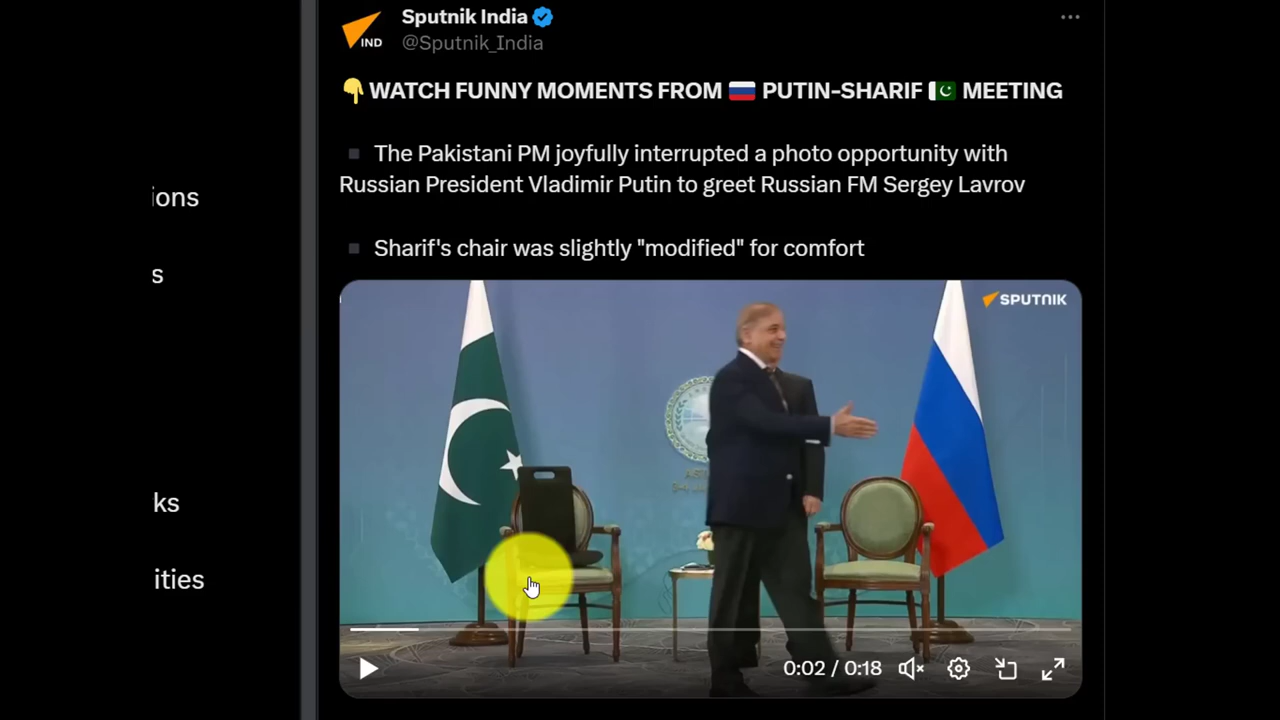 Sputnik India
IND
@Sputnik_India
👇WATCH FUNNY MOMENTS FROM 🇷🇺 PUTIN-SHARIF 🇵🇰 MEETING
▪ The Pakistani PM joyfully interrupted a photo opportunity with
Russian President Vladimir Putin to greet Russian FM Sergey Lavrov
▪ Sharif's chair was slightly "modified" for comfort
ions
s
ks
ities
SPUTNIK
0:02 / 0:18